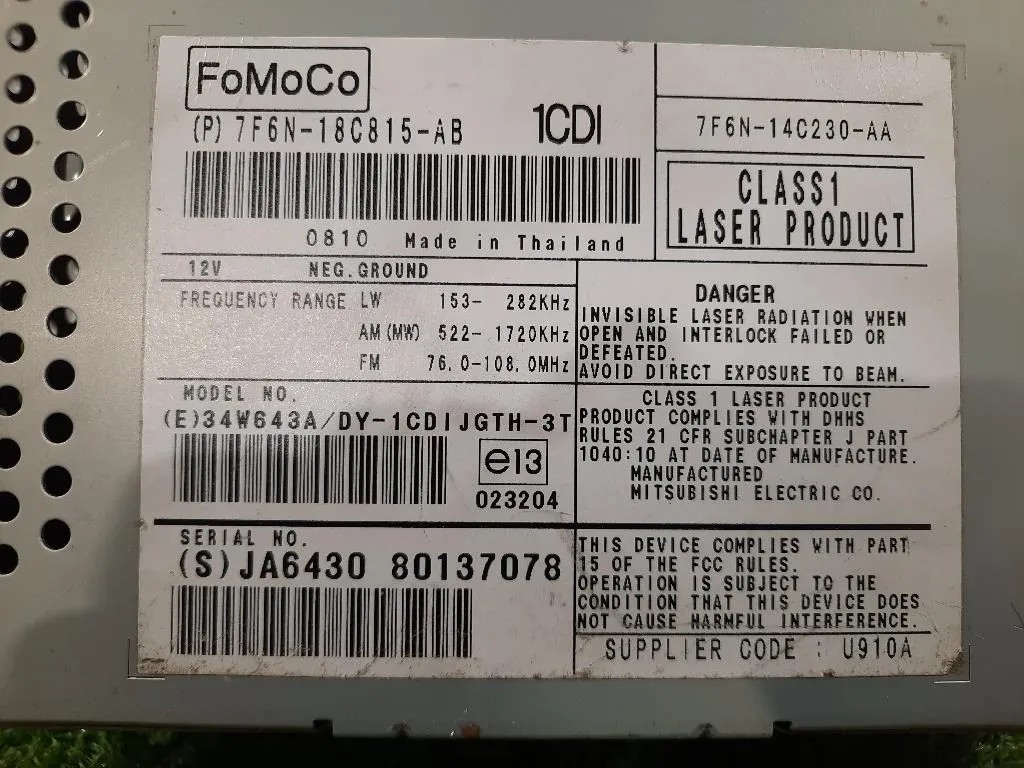 FoMoCo
(P) 7F6N-18C815-AB 1CDI
0810 Made in Thailand
7F6N-14C230-AA
CLASS1
LASER PRODUCT
12V NEG.GROUND
FREQUENCY RANGE LW 153- 282KHz
AM (MW) 522- 1720KHz
FM 76.0-108.0MHz
DANGER
INVISIBLE LASER RADIATION WHEN
OPEN AND INTERLOCK FAILED OR
DEFEATED.
AVOID DIRECT EXPOSURE TO BEAM.
MODEL NO.
(E)34W643A/DY-1CDIJGTH-3T
e13
023204
CLASS 1 LASER PRODUCT
PRODUCT COMPLIES WITH DHHS
RULES 21 CFR SUBCHAPTER J PART
1040:10 AT DATE OF MANUFACTURE.
MANUFACTURED
MITSUBISHI ELECTRIC CO.
SERIAL NO.
(S)JA6430 80137078
THIS DEVICE COMPLIES WITH PART
15 OF THE FCC RULES.
OPERATION IS SUBJECT TO THE
CONDITION THAT THIS DEVICE DOES
NOT CAUSE HARMFUL INTERFERENCE.
SUPPLIER CODE : U910A